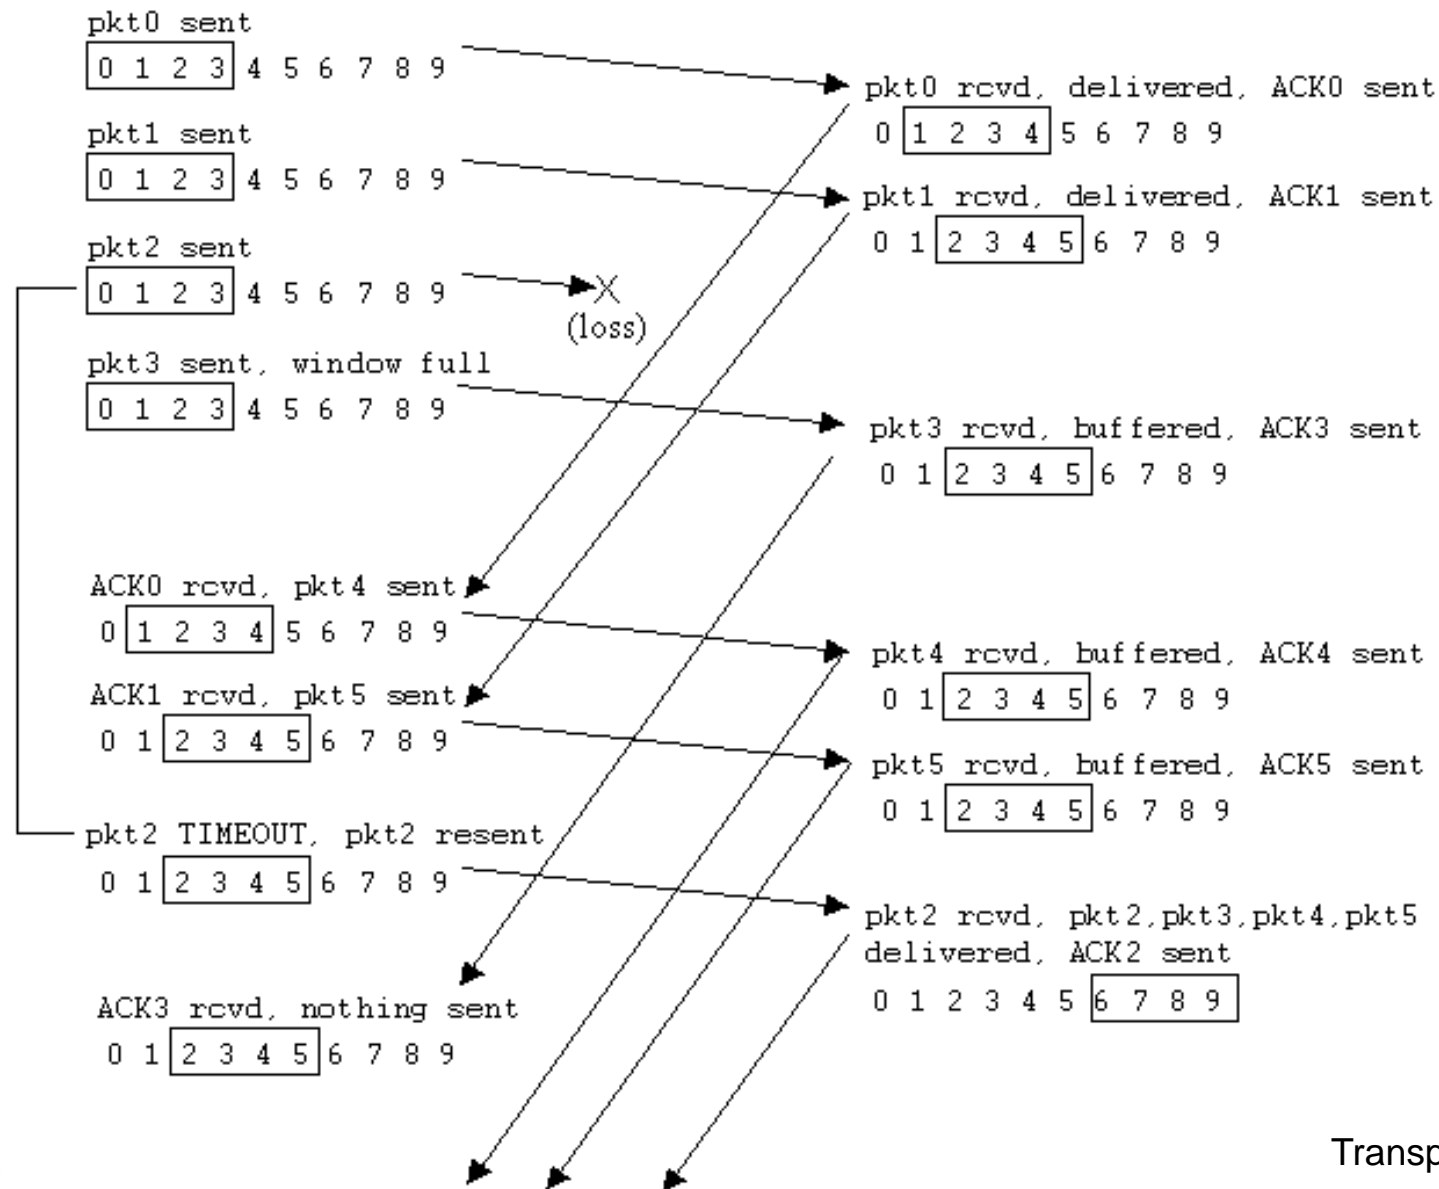 pkt0 sent
0 1 2 3 4 5 6 7 8 9
pkt0 rcvd, delivered, ACK0 sent
0 1 2 3 4 5 6 7 8 9
pkt1 sent
0 1 2 3 4 5 6 7 8 9
pkt1 rcvd, delivered, ACK1 sent
0 1 2 3 4 5 6 7 8 9
pkt2 sent
0 1 2 3 4 5 6 7 8 9
X
(loss)
pkt3 sent, window full
0 1 2 3 4 5 6 7 8 9
pkt3 rcvd, buffered, ACK3 sent
0 1 2 3 4 5 6 7 8 9
ACK0 rcvd, pkt4 sent
0 1 2 3 4 5 6 7 8 9
pkt4 rcvd, buffered, ACK4 sent
0 1 2 3 4 5 6 7 8 9
ACK1 rcvd, pkt5 sent
0 1 2 3 4 5 6 7 8 9
pkt5 rcvd, buffered, ACK5 sent
0 1 2 3 4 5 6 7 8 9
pkt2 TIMEOUT, pkt2 resent
0 1 2 3 4 5 6 7 8 9
pkt2 rcvd, pkt2,pkt3,pkt4,pkt5
delivered, ACK2 sent
0 1 2 3 4 5 6 7 8 9
ACK3 rcvd, nothing sent
0 1 2 3 4 5 6 7 8 9
Transp